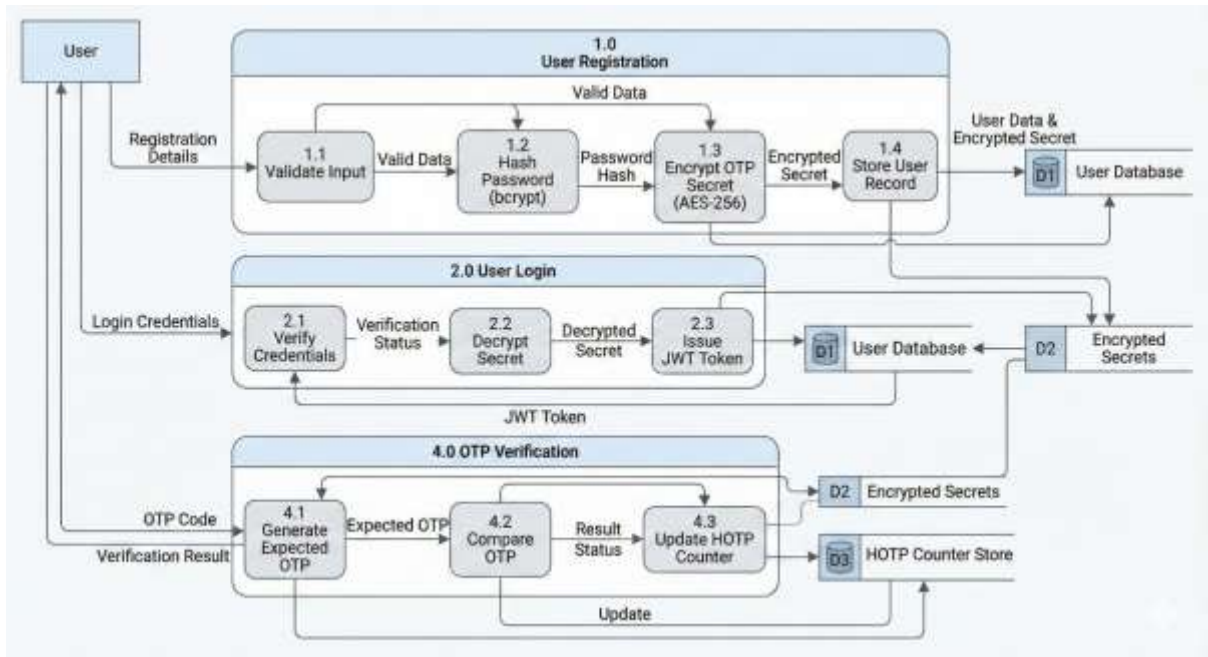 User
1.0
User Registration
Valid Data
Registration
Details
1.1
Validate Input
Valid Data
1.2
Hash
Password
(bcrypt)
Password
Hash
1.3
Encrypt OTP
Secret
(AES-256)
Encrypted
Secret
1.4
Store User
Record
User Data &
Encrypted Secret
D1
User Database
2.0 User Login
Login Credentials
2.1
Verify
Credentials
Verification
Status
2.2
Decrypt
Secret
Decrypted
Secret
2.3
Issue
JWT Token
D1
User Database
D2
Encrypted
Secrets
JWT Token
4.0 OTP Verification
OTP Code
Verification Result
4.1
Generate
Expected
OTP
Expected OTP
4.2
Compare
OTP
Result
Status
4.3
Update HOTP
Counter
D2
Encrypted Secrets
D3
HOTP Counter Store
Update